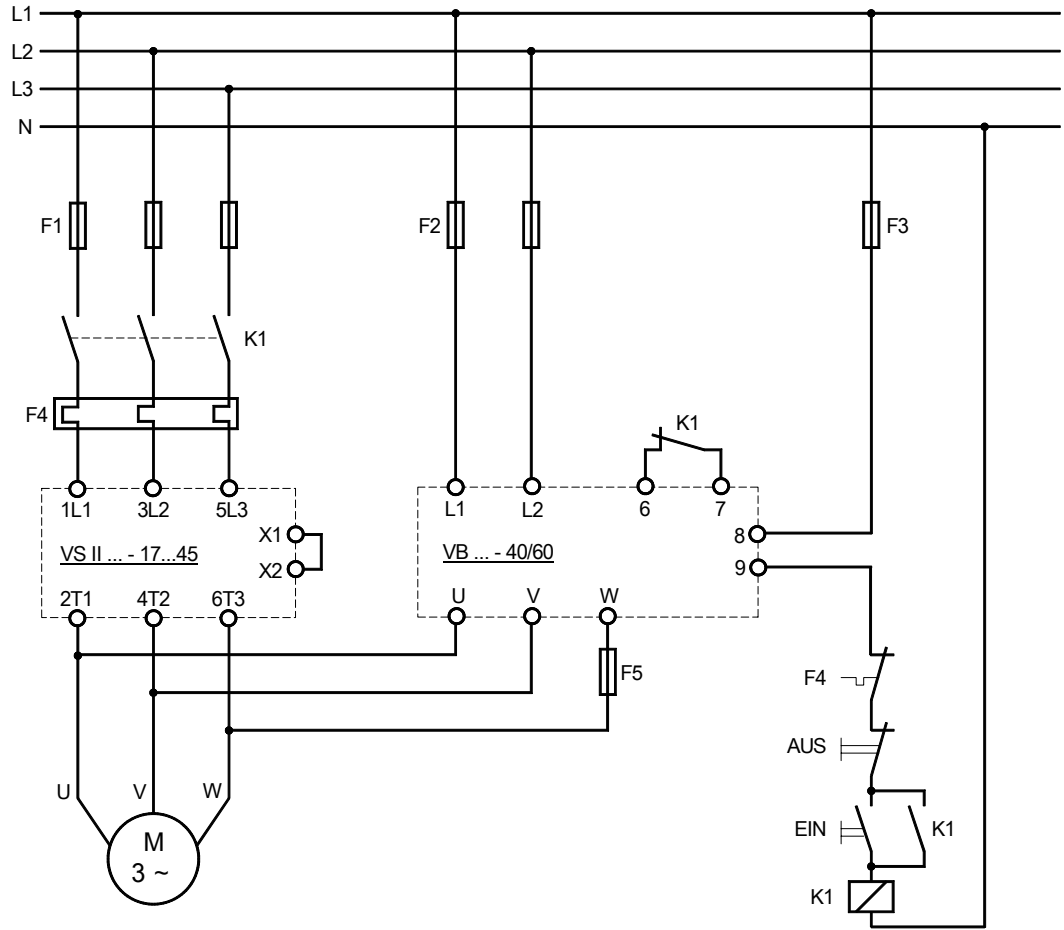 L1
L2
L3
N
F1
F2
F3
K1
F4
K1
1L1 3L2 5L3
L1 L2 6 7
X1
8
VS II ... - 17...45
VB ... - 40/60
X2
9
2T1 4T2 6T3
U V W
F5
F4
AUS
U V W
EIN
K1
M
3 ~
K1